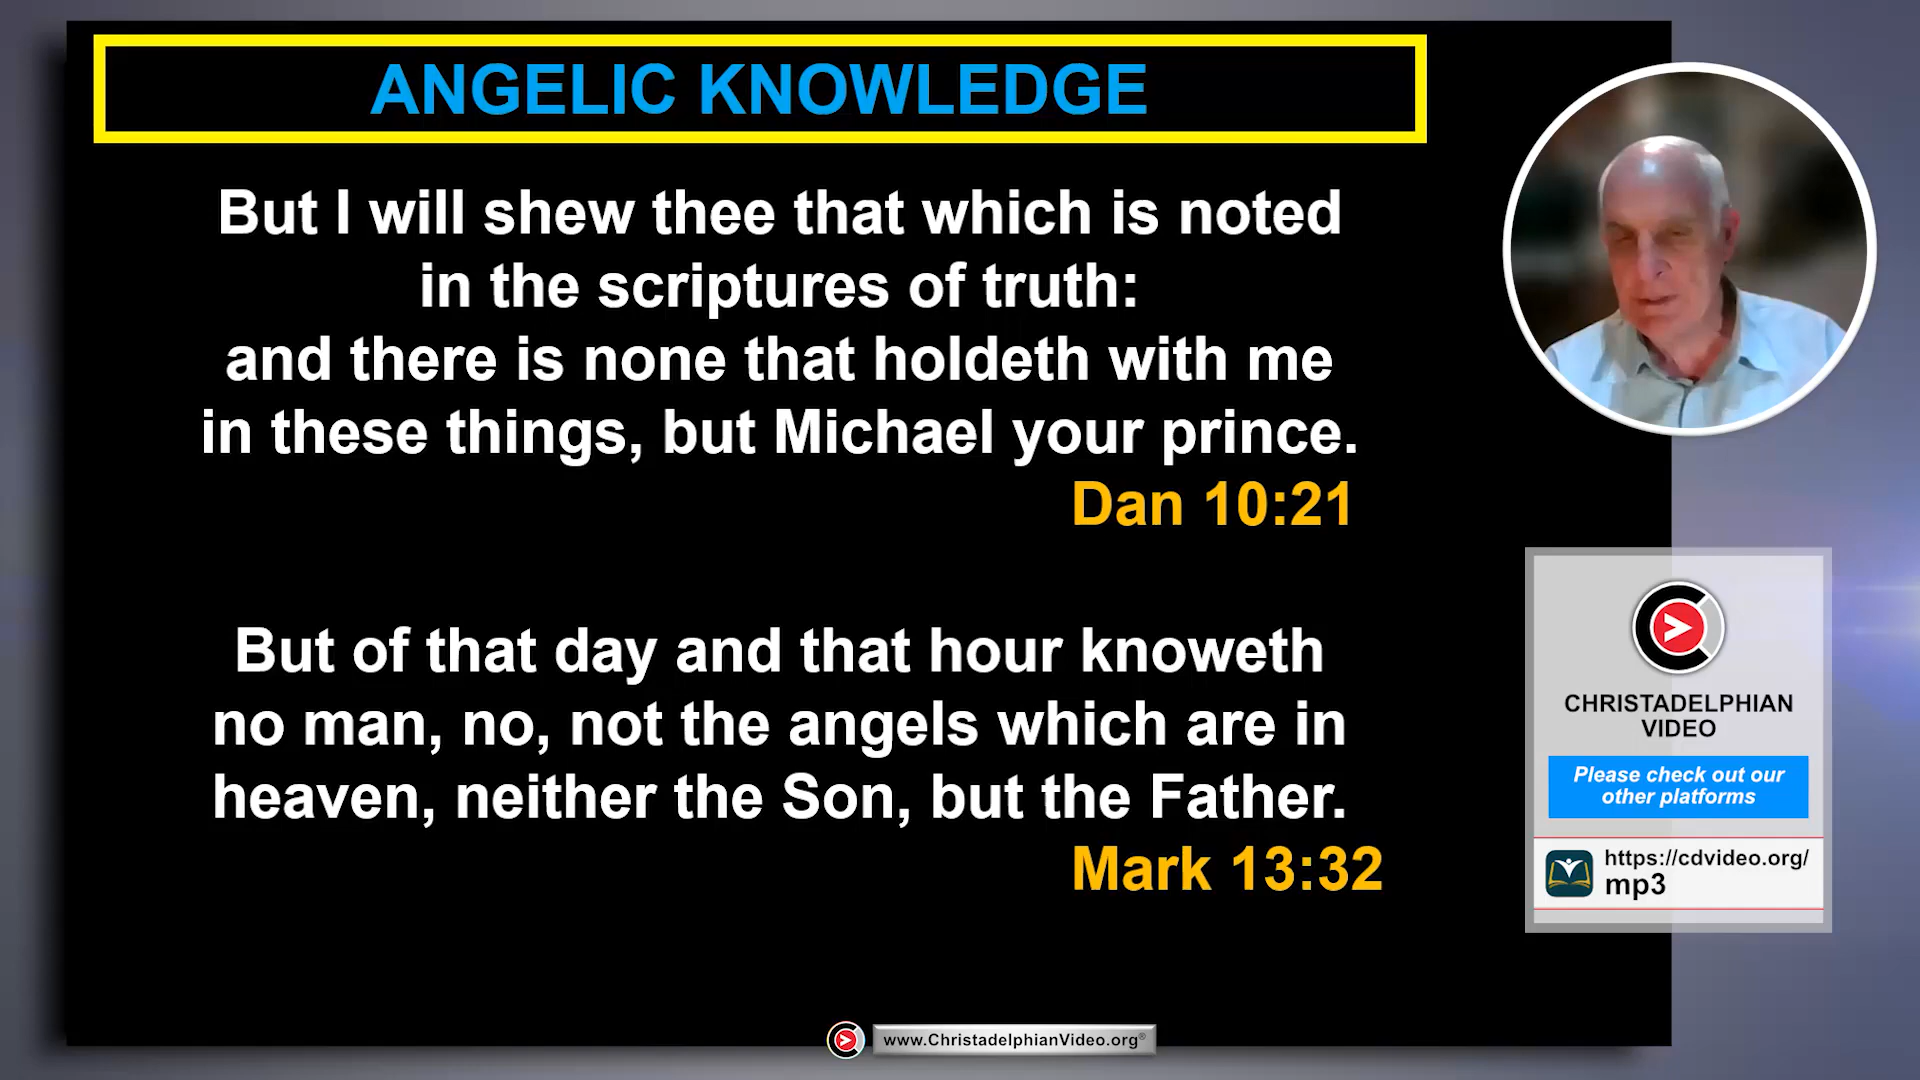 ANGELIC KNOWLEDGE
But I will shew thee that which is noted
in the scriptures of truth:
and there is none that holdeth with me
in these things, but Michael your prince.
Dan 10:21
But of that day and that hour knoweth
no man, no, not the angels which are in
heaven, neither the Son, but the Father.
Mark 13:32
CHRISTADELPHIAN
VIDEO
Please check out our
other platforms
https://cdvideo.org/
mp3
www.ChristadelphianVideo.org®